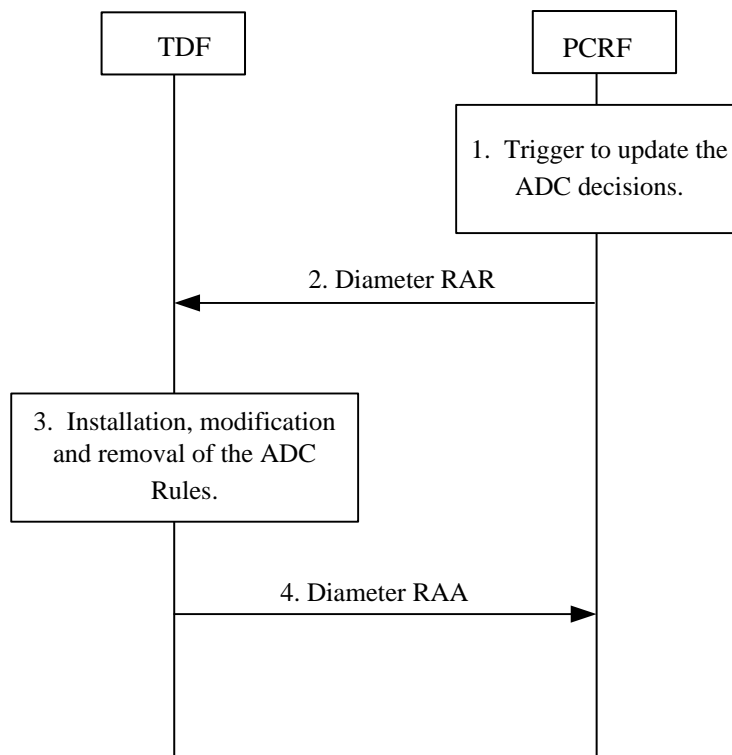 TDF
PCRF
1. Trigger to update the
ADC decisions.
2. Diameter RAR
3. Installation, modification
and removal of the ADC
Rules.
4. Diameter RAA